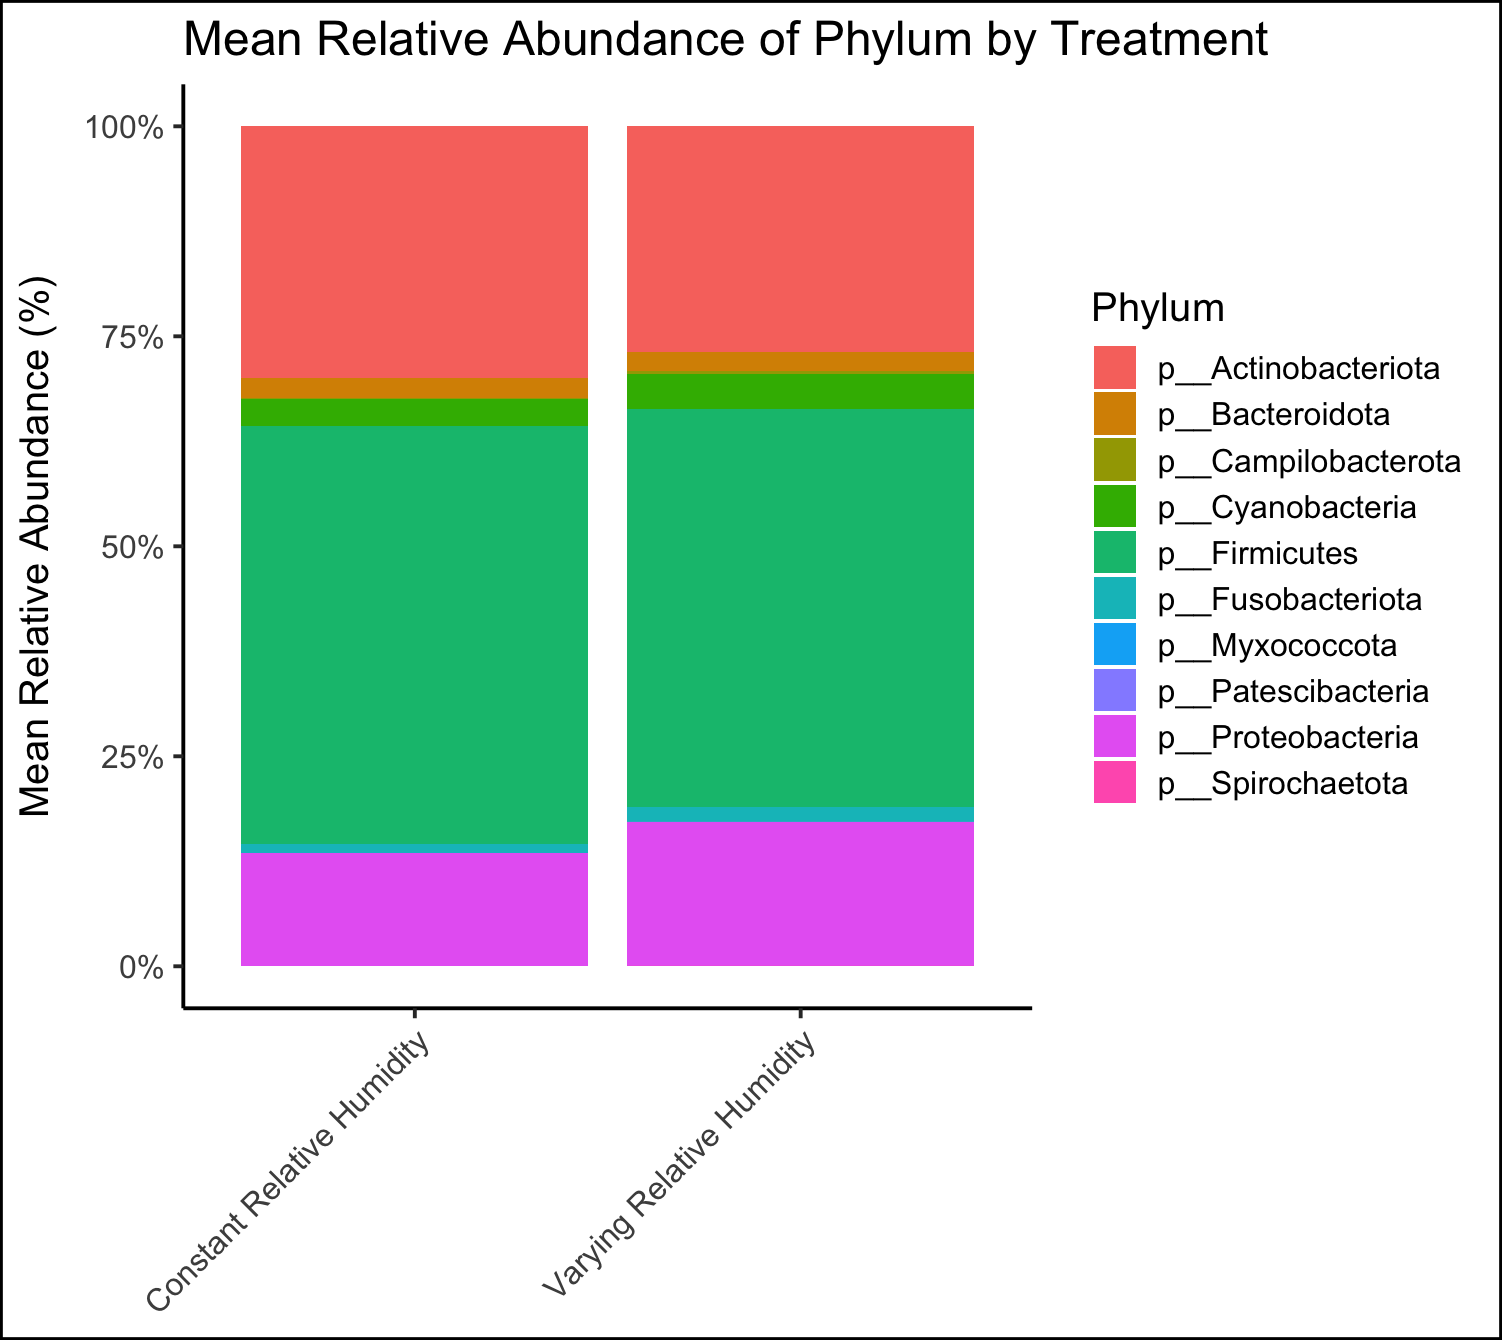 Mean Relative Abundance of Phylum by Treatment
Mean Relative Abundance (%)
100%
75%
50%
25%
0%
Constant Relative Humidity
Varying Relative Humidity
Phylum
p__Actinobacteriota
p__Bacteroidota
p__Campilobacterota
p__Cyanobacteria
p__Firmicutes
p__Fusobacteriota
p__Myxococcota
p__Patescibacteria
p__Proteobacteria
p__Spirochaetota